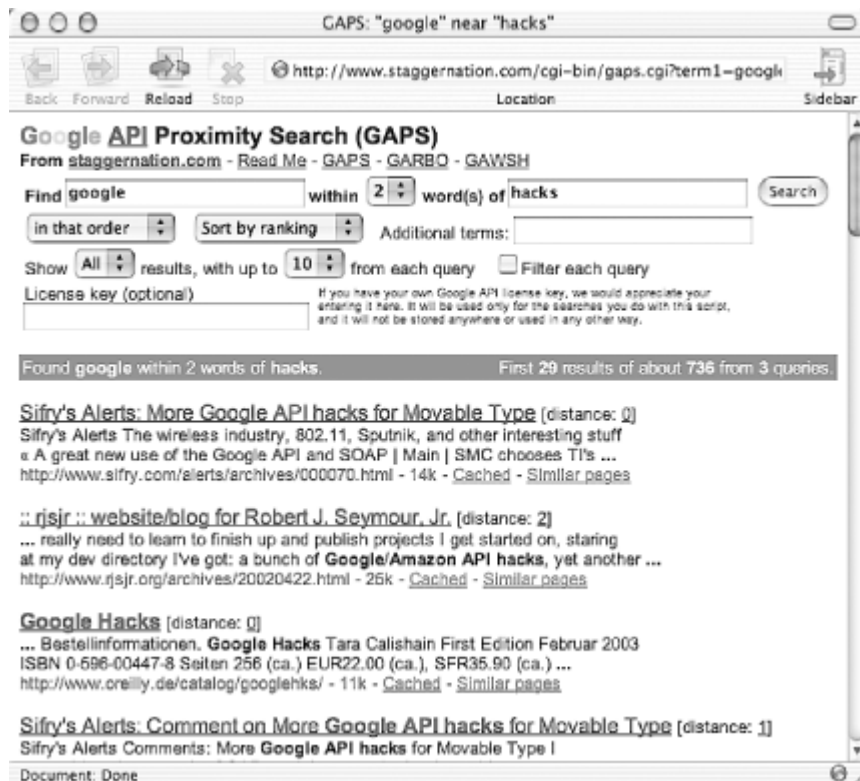 GAPS: "google" near "hacks"
http://www.staggernation.com/cgi-bin/gaps.cgi?term1=googl
Back Forward Reload Stop Location Sidebar
Google API Proximity Search (GAPS)
From staggernation.com - Read Me - GAPS - GARBO - GAWSH
Find google within 2 word(s) of hacks Search
in that order Sort by ranking Additional terms:
Show All results, with up to 10 from each query Filter each query
License key (optional)
If you have your own Google API license key, we would appreciate your
entering it here. It will be used only for the searches you do with this script,
and it will not be stored anywhere or used in any other way.
Found google within 2 words of hacks. First 29 results of about 736 from 3 queries.
Sifry's Alerts: More Google API hacks for Movable Type [distance: 0]
Sifry's Alerts The wireless industry, 802.11, Sputnik, and other interesting stuff
« A great new use of the Google API and SOAP | Main | SMC chooses TI's ...
http://www.sifry.com/alerts/archives/000070.html - 14k - Cached - Similar pages
:: rjsjr :: website/blog for Robert J. Seymour, Jr. [distance: 2]
... really need to learn to finish up and publish projects I get started on, staring
at my dev directory I've got: a bunch of Google/Amazon API hacks, yet another ...
http://www.rjsjr.org/archives/20020422.html - 26k - Cached - Similar pages
Google Hacks [distance: 0]
... Bestellinformationen. Google Hacks Tara Calishain First Edition Februar 2003
ISBN 0-596-00447-8 Seiten 256 (ca.) EUR22.00 (ca.), SFR35.90 (ca.) ...
http://www.oreilly.de/catalog/googlehks/ - 11k - Cached - Similar pages
Sifry's Alerts: Comment on More Google API hacks for Movable Type [distance: 1]
Sifry's Alerts Comments: More Google API hacks for Movable Type I
Document: Done